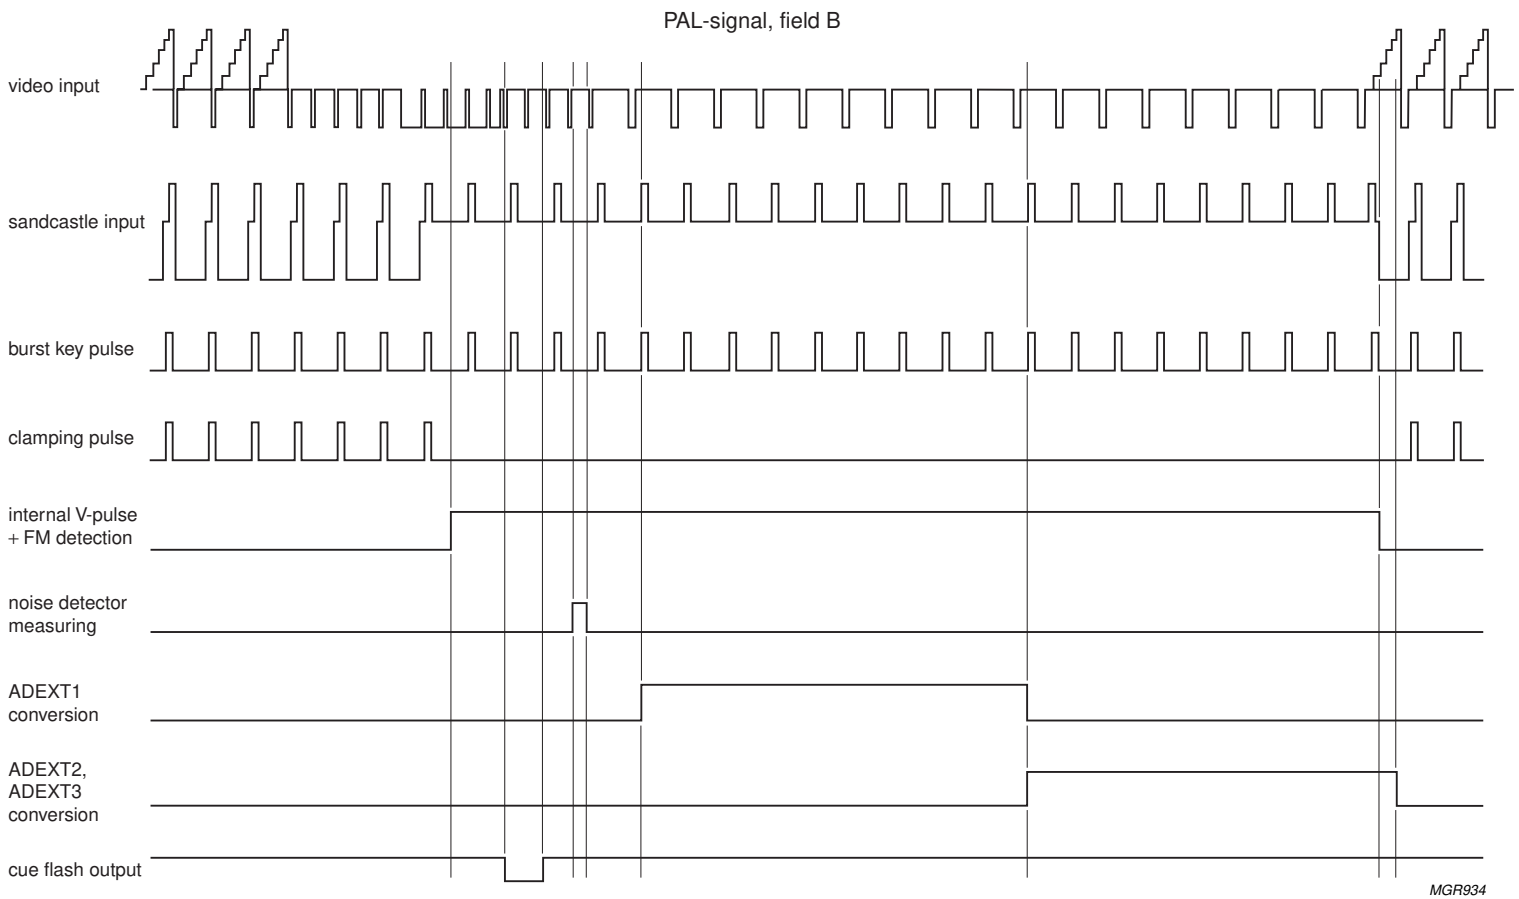 PAL-signal, field B
video input
sandcastle input
burst key pulse
clamping pulse
internal V-pulse
+ FM detection
noise detector
measuring
ADEXT1
conversion
ADEXT2,
ADEXT3
conversion
cue flash output
MGR934